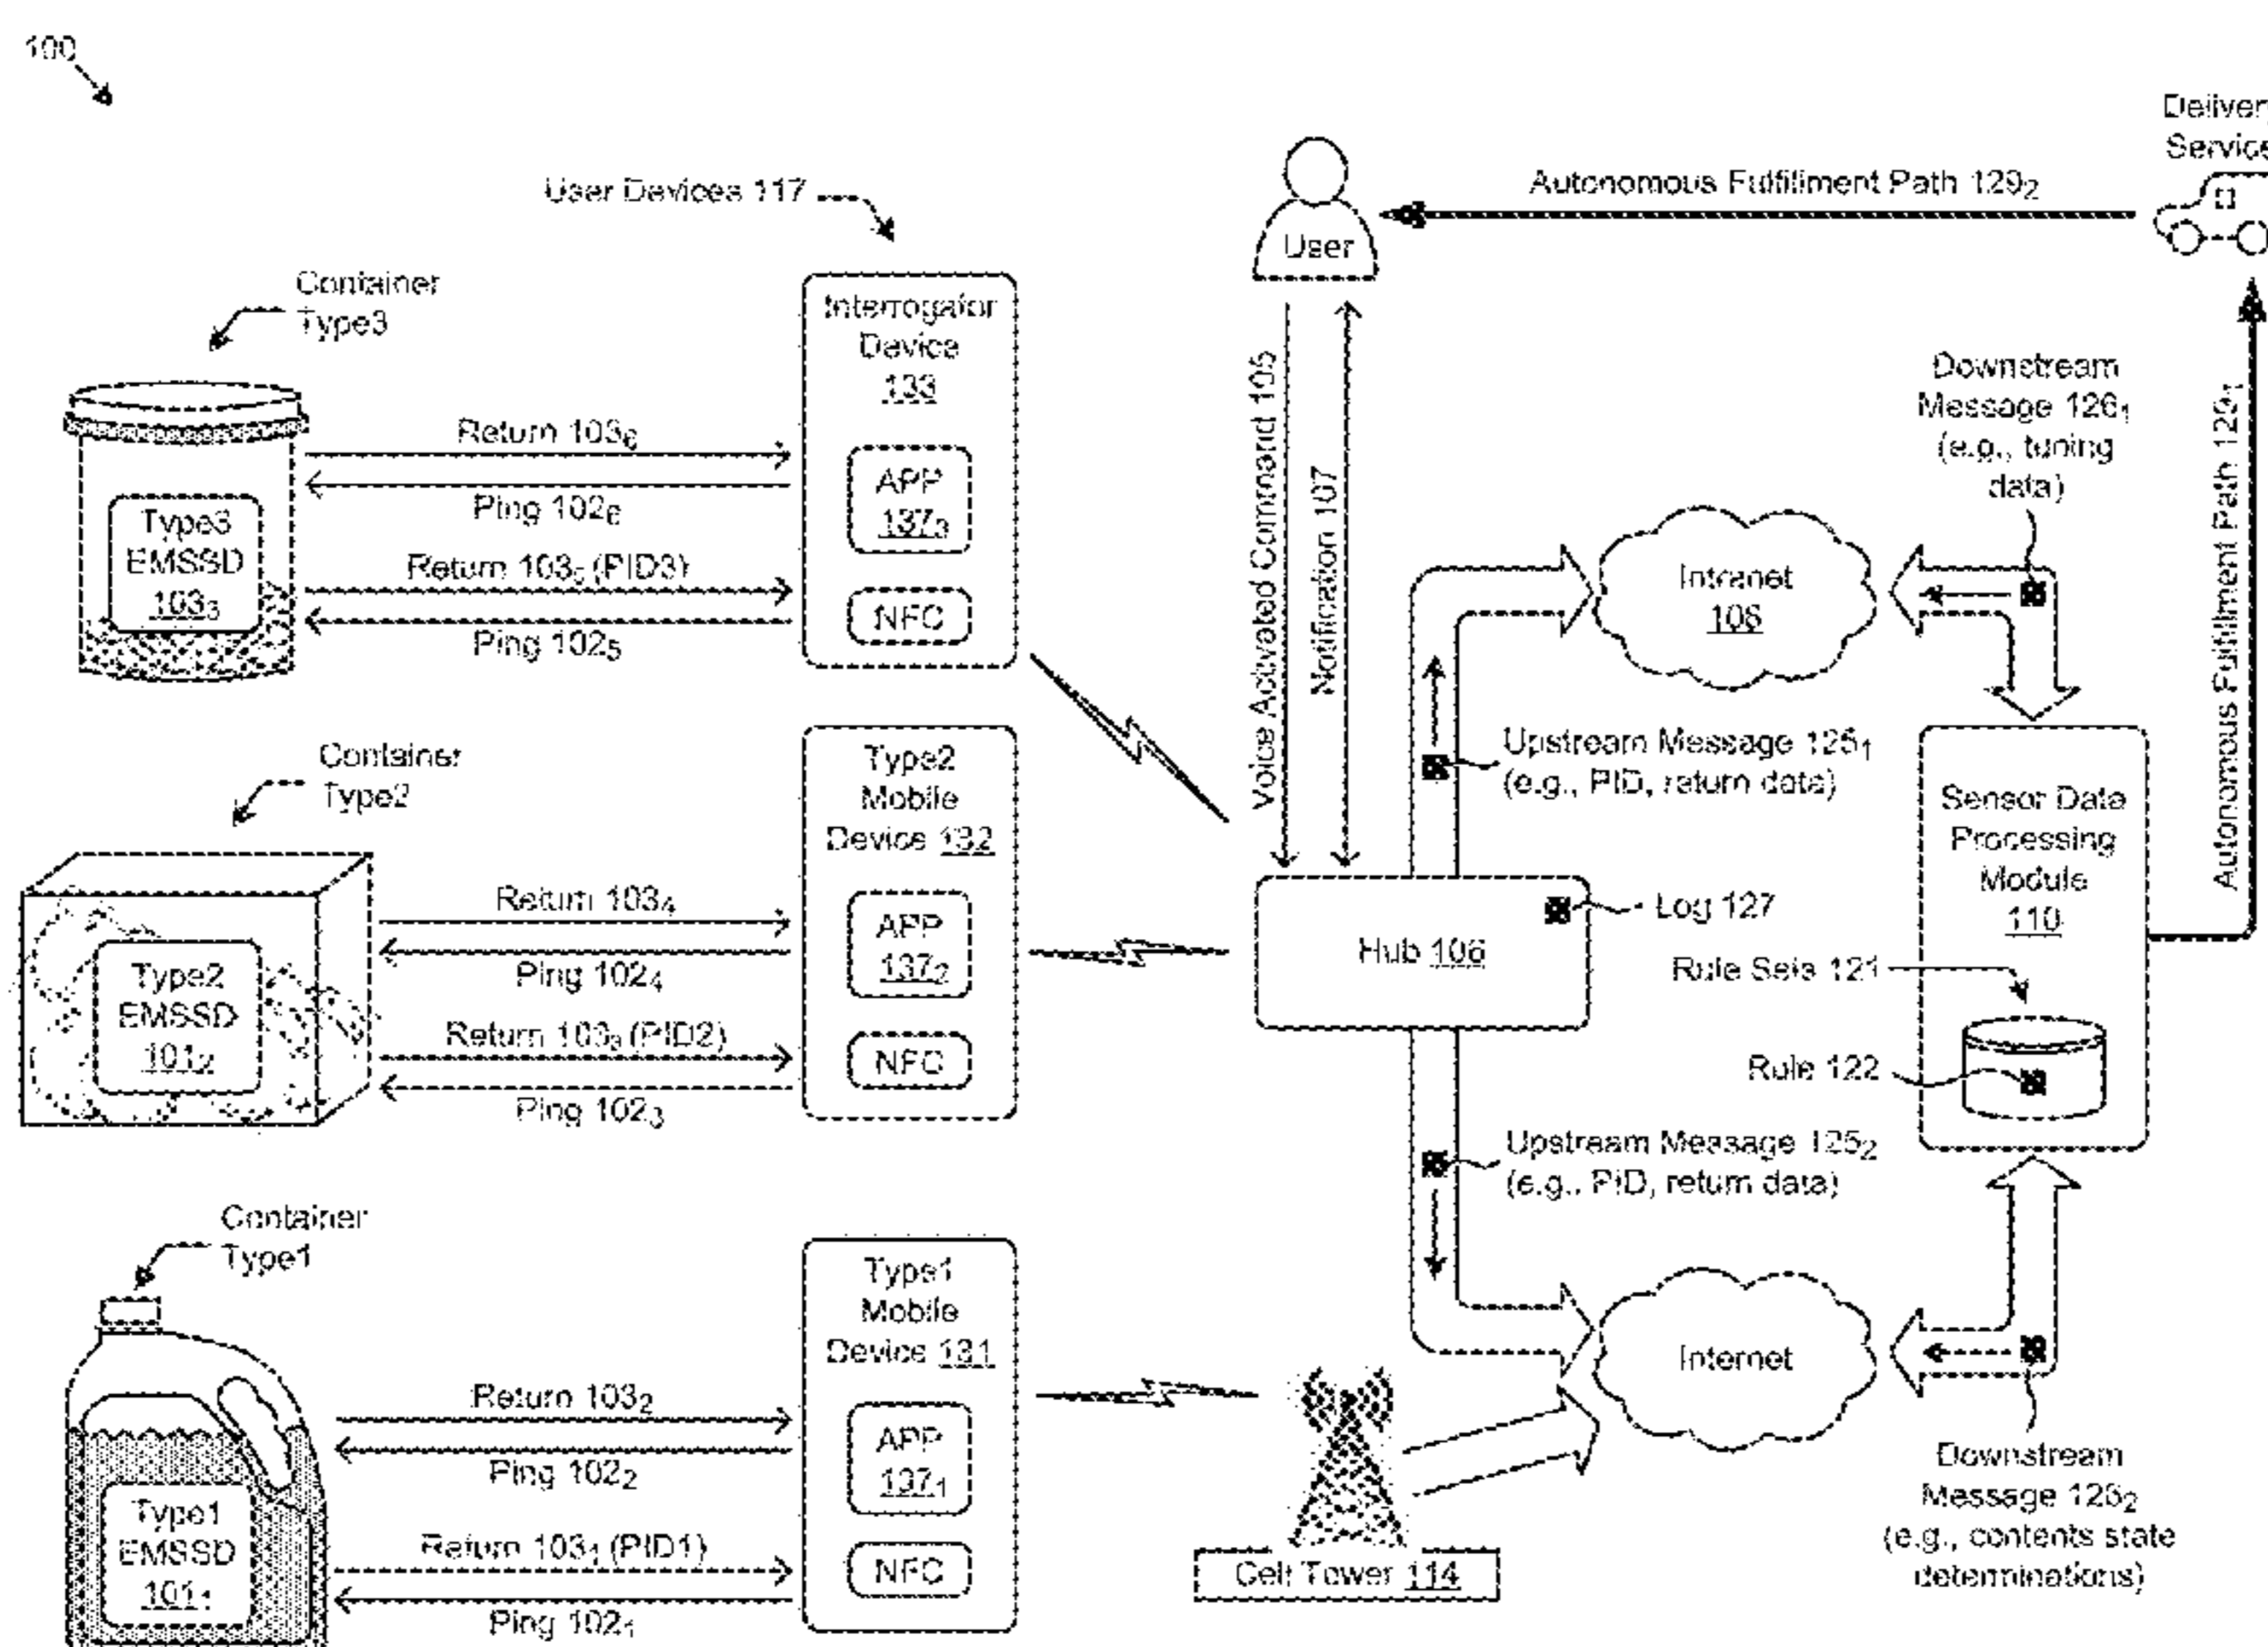 100
User Devices 117
Container
Type3
Type3
EMSSD
103₃
Return 103₆
Ping 102₆
Return 103₅ (PID3)
Ping 102₅
Interrogator
Device
133
APP
137₃
NFC
Container
Type2
Type2
EMSSD
101₂
Return 103₄
Ping 102₄
Return 103₃ (PID2)
Ping 102₃
Type2
Mobile
Device 132
APP
137₂
NFC
Container
Type1
Type1
EMSSD
101₁
Return 103₂
Ping 102₂
Return 103₁ (PID1)
Ping 102₁
Type1
Mobile
Device 131
APP
137₁
NFC
User
Voice Activated Command 105
Notification 107
Autonomous Fulfillment Path 129₂
Delivery
Service
Autonomous Fulfillment Path 129₁
Downstream
Message 126₁
(e.g., tuning
data)
Intranet
108
Upstream Message 125₁
(e.g., PID, return data)
Hub 106
Log 127
Sensor Data
Processing
Module
110
Rule Sets 121
Rule 122
Upstream Message 125₂
(e.g., PID, return data)
Internet
Cell Tower 114
Downstream
Message 126₂
(e.g., contents state
determinations)